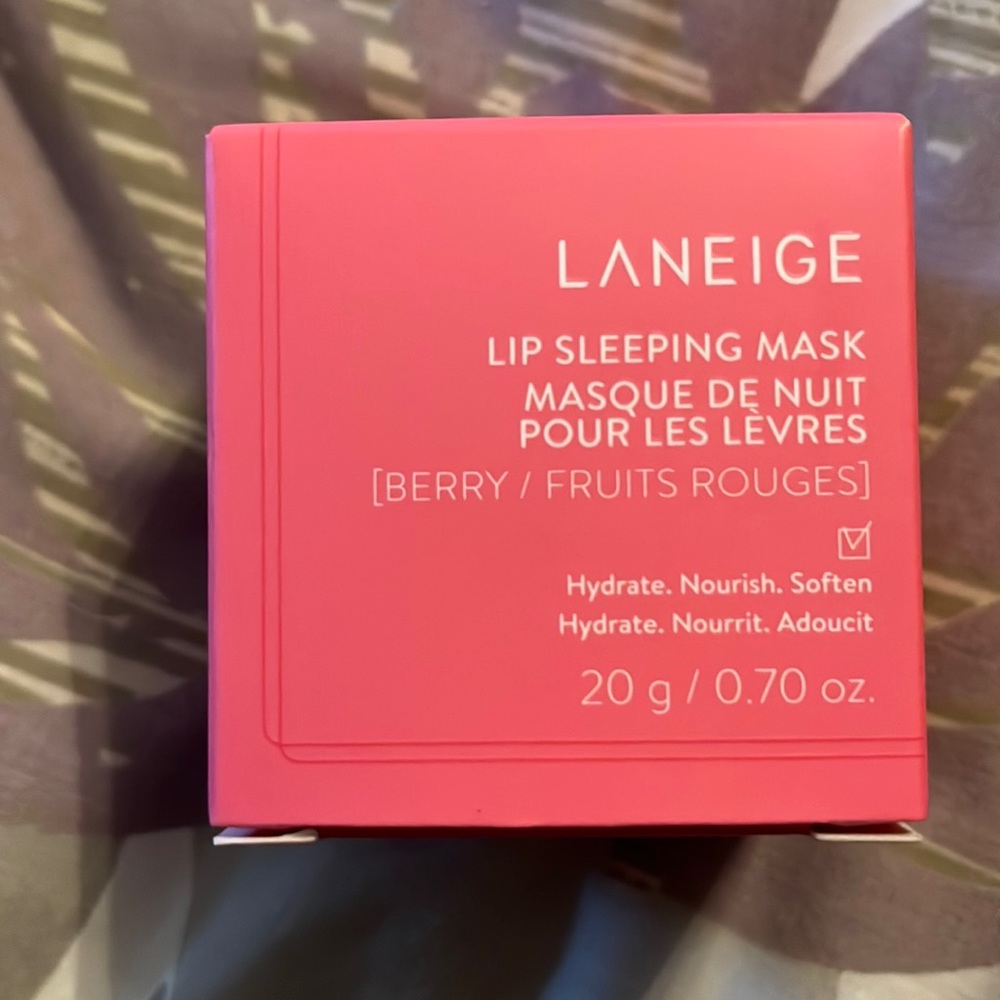 LANEIGE
LIP SLEEPING MASK
MASQUE DE NUIT
POUR LES LÈVRES
[BERRY / FRUITS ROUGES]
Hydrate. Nourish. Soften
Hydrate. Nourrit. Adoucit
20 g / 0.70 oz.